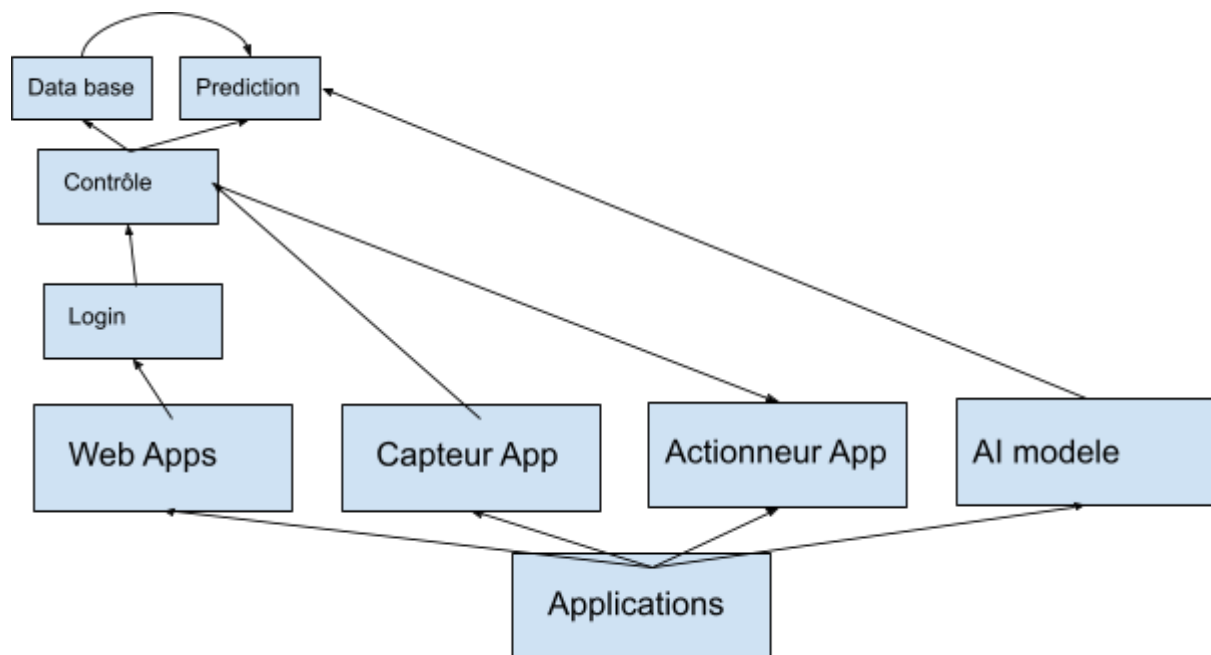 Data base
Prediction
Contrôle
Login
Web Apps
Capteur App
Actionneur App
AI modele
Applications